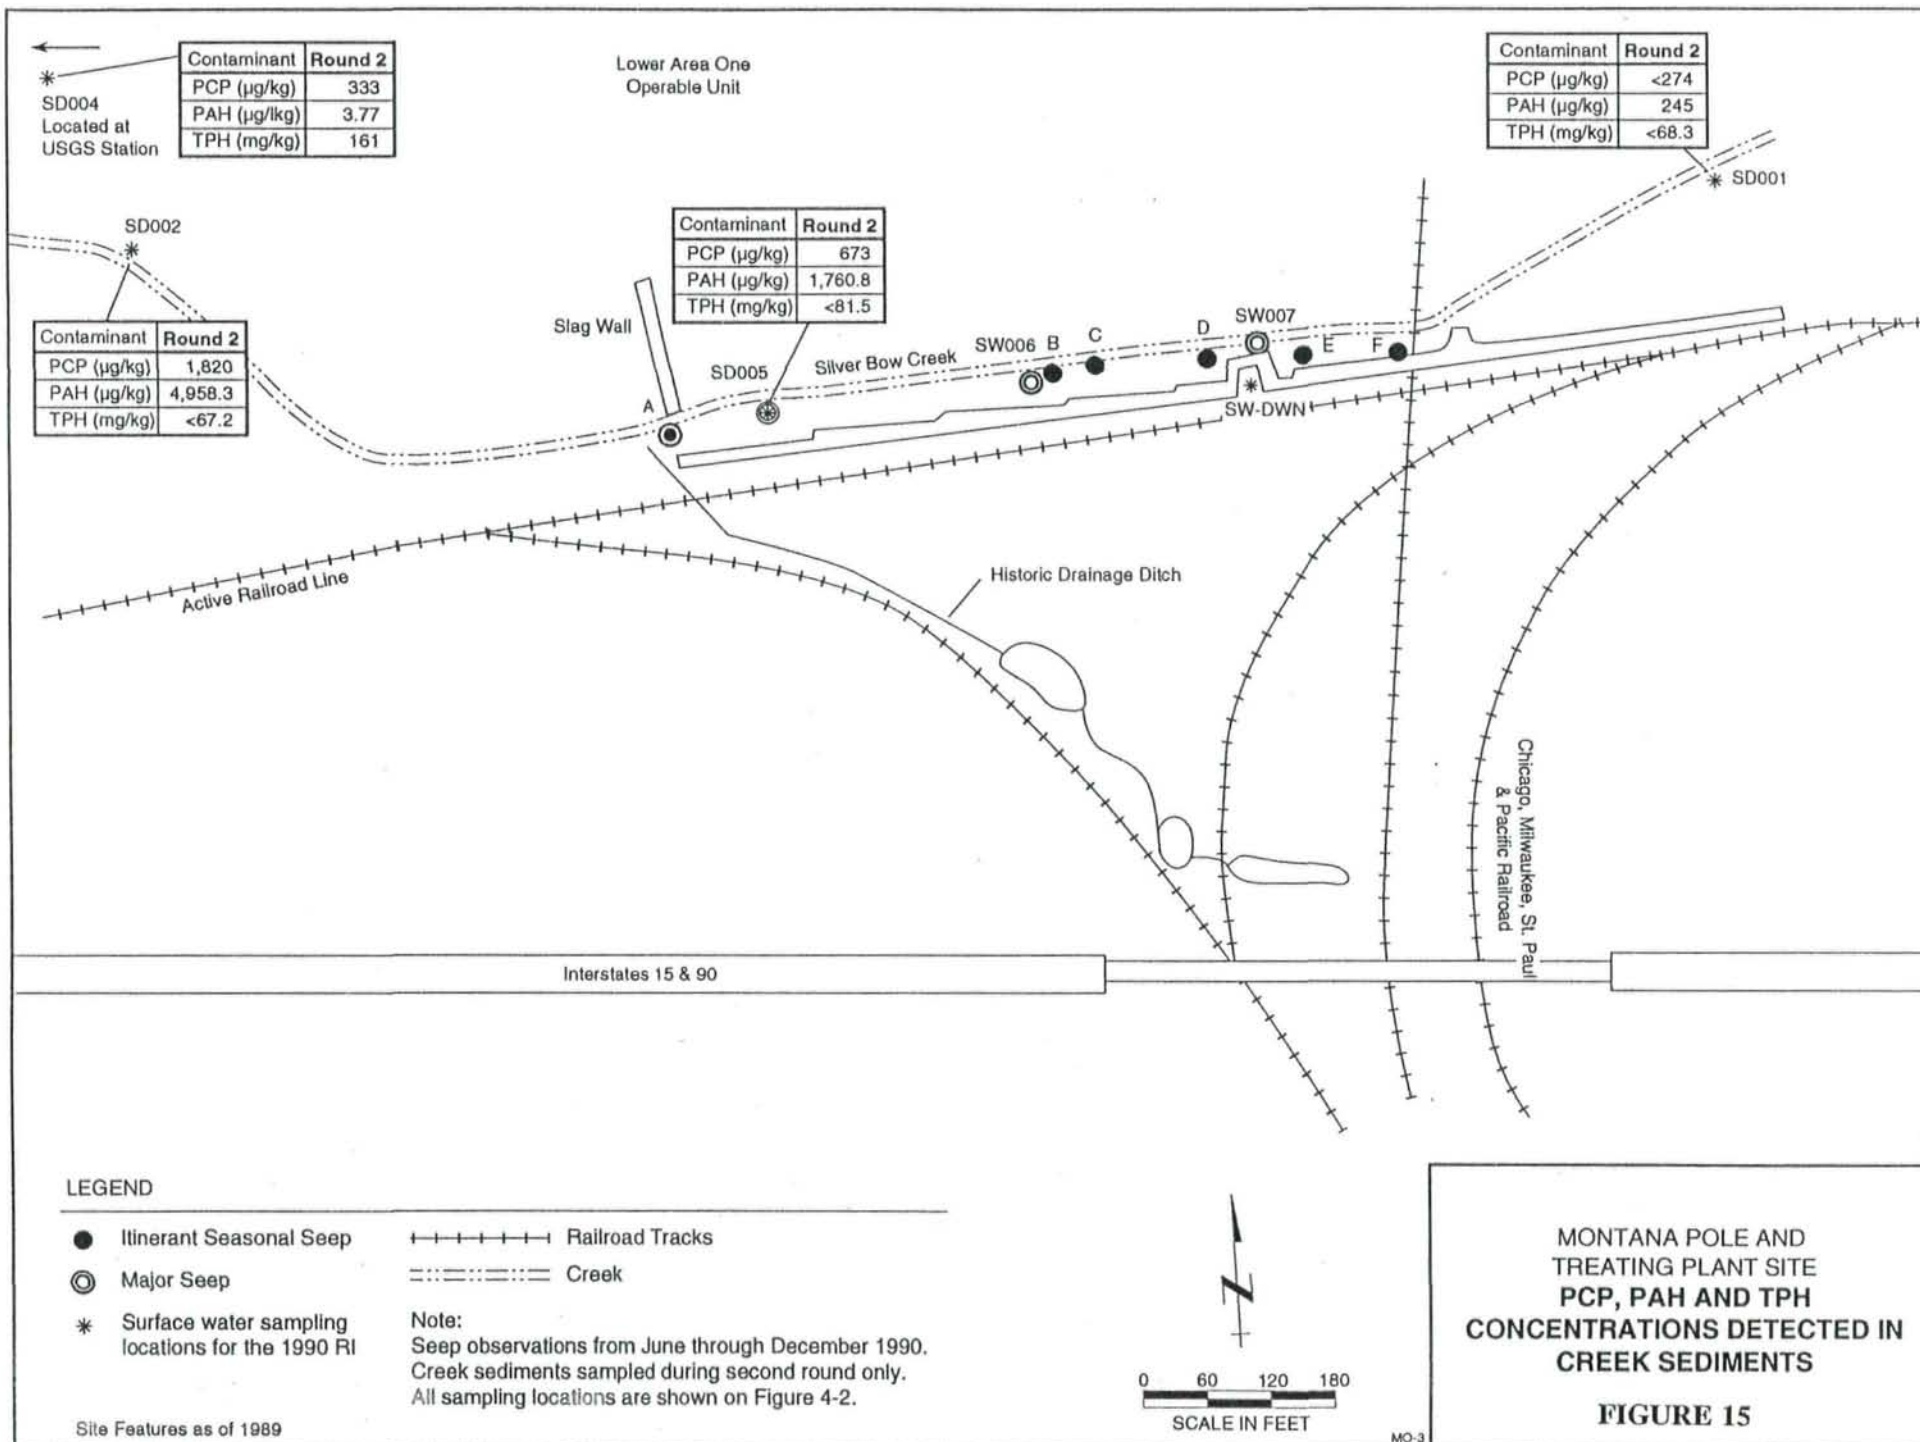 SD004
Located at
USGS Station
Contaminant Round 2
PCP (µg/kg) 333
PAH (µg/lkg) 3.77
TPH (mg/kg) 161
Lower Area One
Operable Unit
Contaminant Round 2
PCP (µg/kg) <274
PAH (µg/kg) 245
TPH (mg/kg) <68.3
SD001
SD002
Contaminant Round 2
PCP (µg/kg) 1,820
PAH (µg/kg) 4,958.3
TPH (mg/kg) <67.2
Contaminant Round 2
PCP (µg/kg) 673
PAH (µg/kg) 1,760.8
TPH (mg/kg) <81.5
Slag Wall
A
SD005
Silver Bow Creek
SW006
B
C
D
SW007
E
F
SW-DWN
Active Railroad Line
Historic Drainage Ditch
Chicago, Milwaukee, St. Paul
& Pacific Railroad
Interstates 15 & 90
LEGEND
Itinerant Seasonal Seep
Major Seep
Surface water sampling
locations for the 1990 RI
Railroad Tracks
Creek
Note:
Seep observations from June through December 1990.
Creek sediments sampled during second round only.
All sampling locations are shown on Figure 4-2.
Site Features as of 1989
0 60 120 180
SCALE IN FEET
MO-3
MONTANA POLE AND
TREATING PLANT SITE
PCP, PAH AND TPH
CONCENTRATIONS DETECTED IN
CREEK SEDIMENTS
FIGURE 15